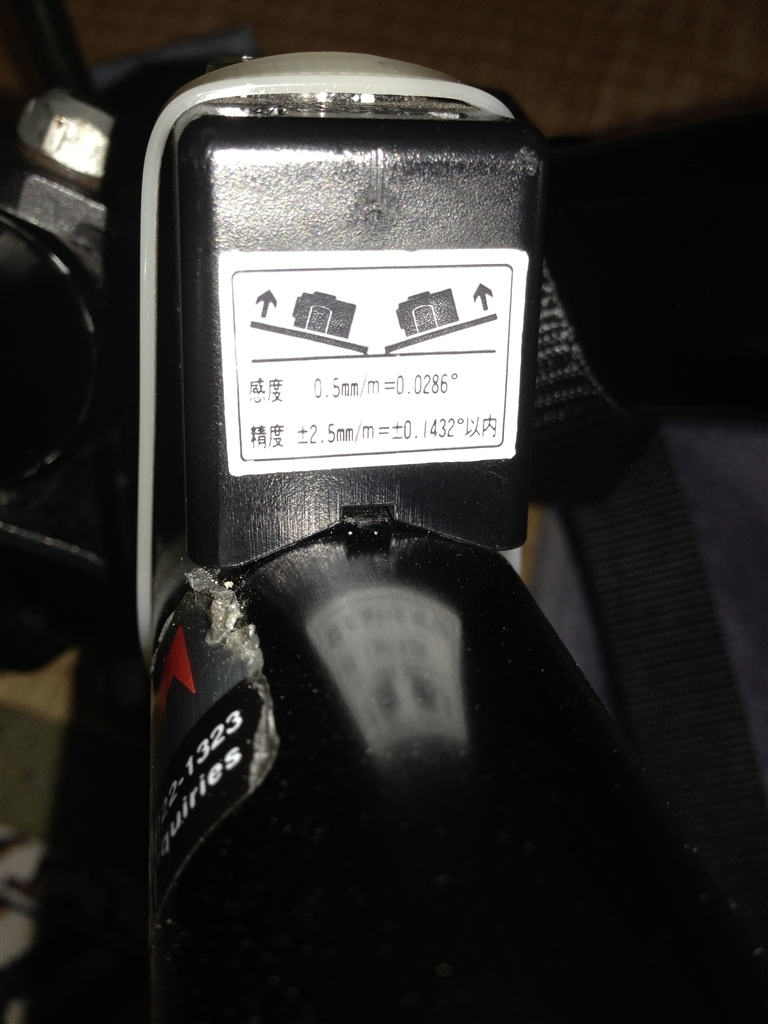 感度 0.5mm/m=0.0286°
精度 ±2.5mm/m=±0.1432°以内
22-1323
quiries